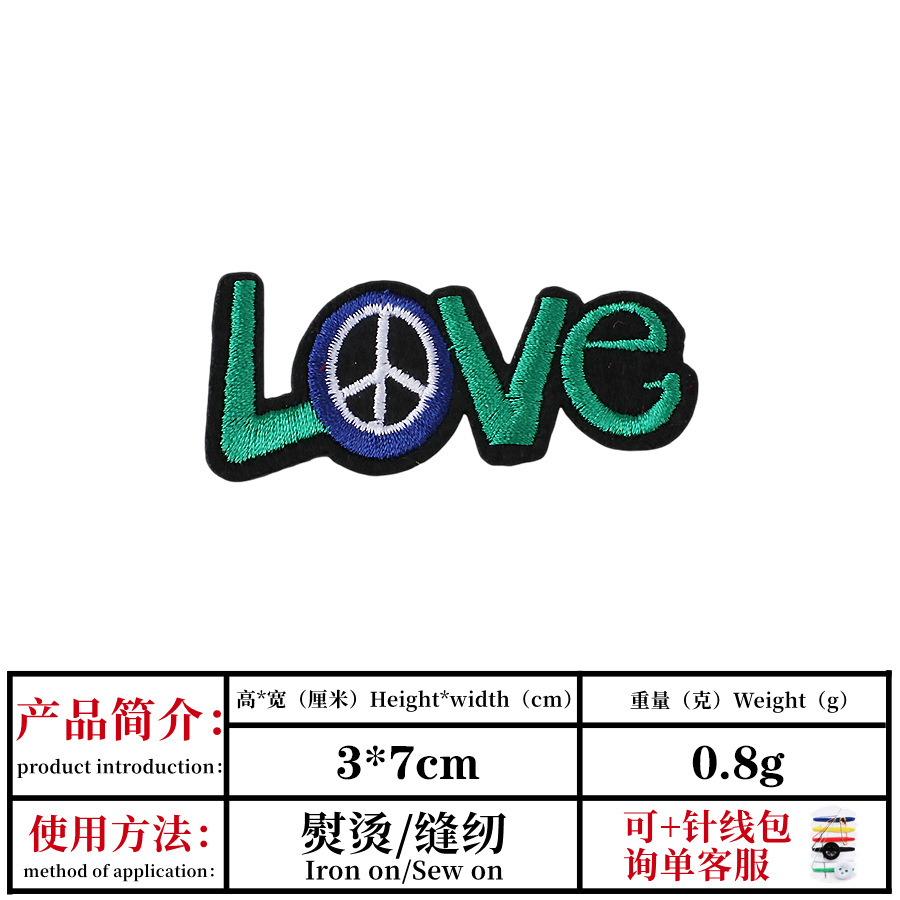 LOVe
产品简介：
product introduction：
高*宽（厘米）Height*width（cm）
重量（克）Weight（g）
3*7cm
0.8g
使用方法：
method of application：
熨烫/缝纫
Iron on/Sew on
可+针线包
询单客服